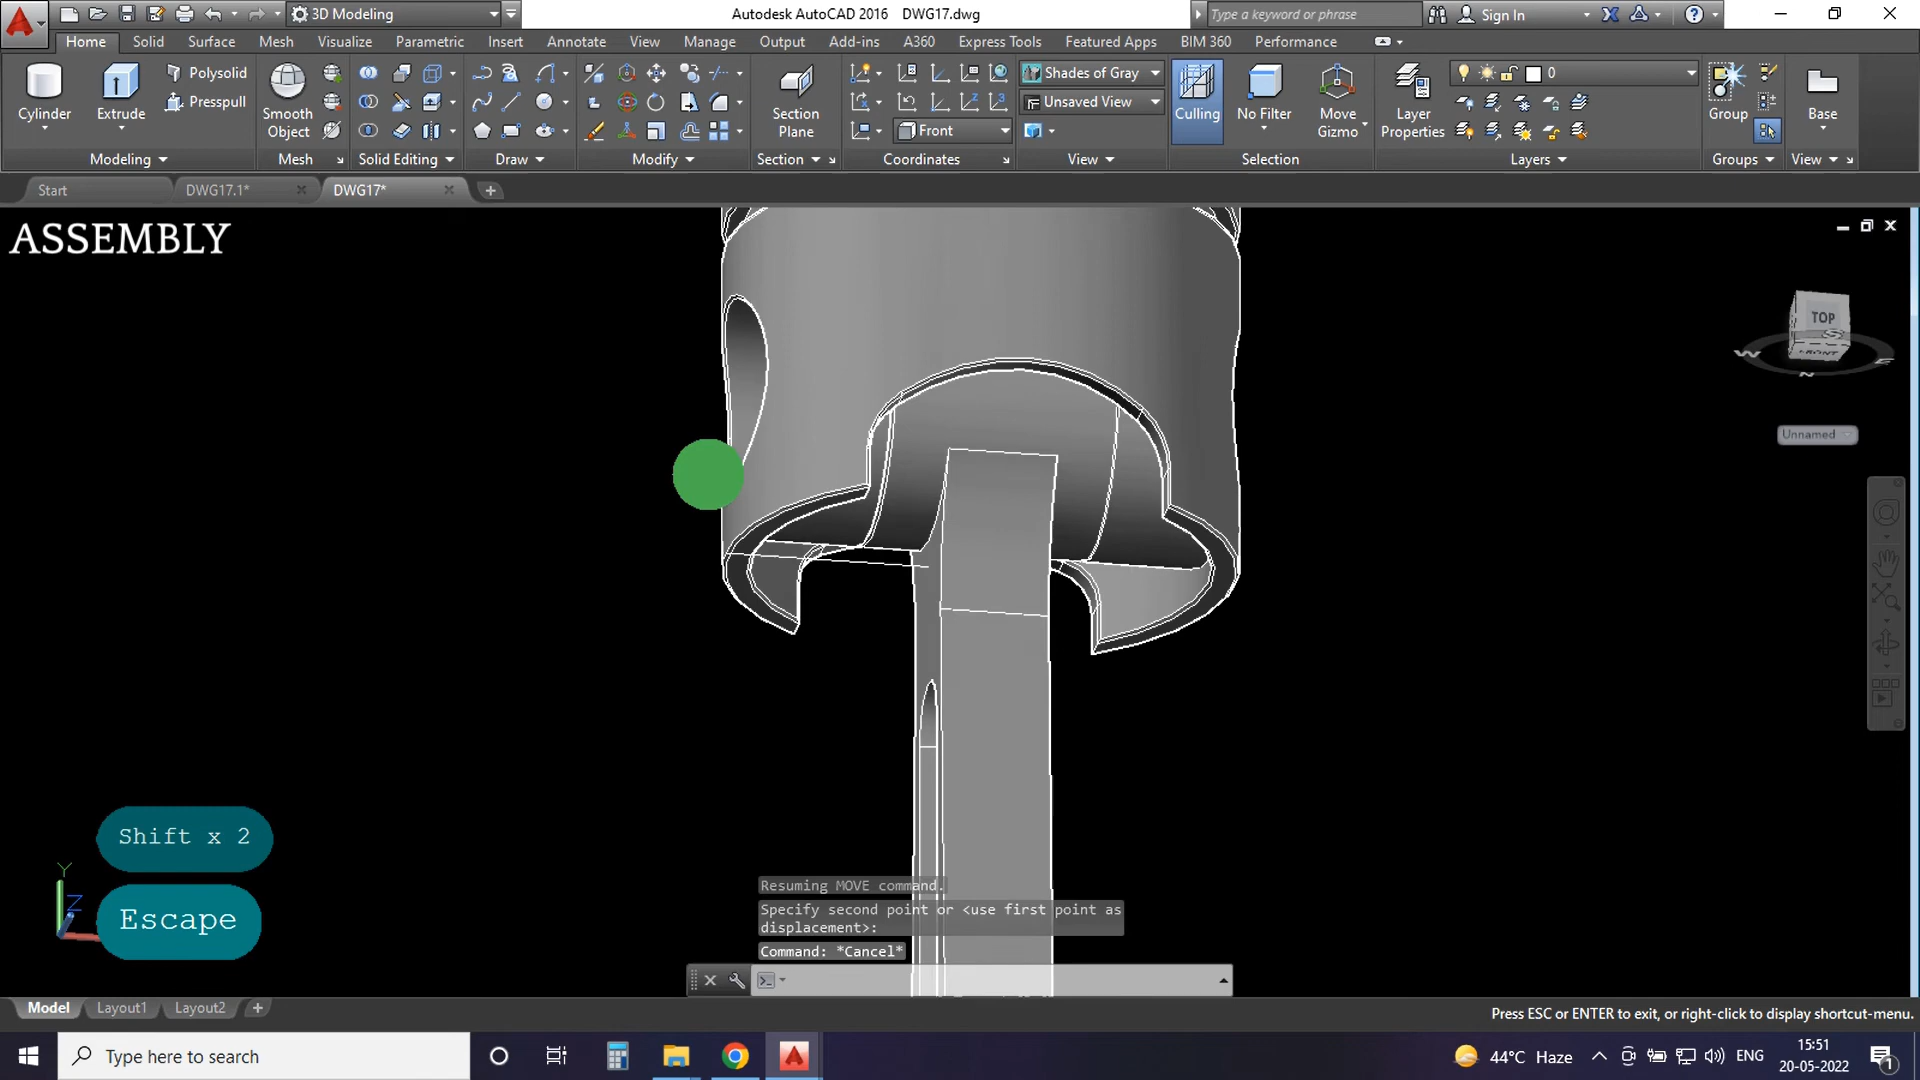 3D Modeling
Autodesk AutoCAD 2016 DWG17.dwg
Type a keyword or phrase
Sign In
Home Solid Surface Mesh Visualize Parametric Insert Annotate View Manage Output Add-ins A360 Express Tools Featured Apps BIM 360 Performance
Cylinder
Extrude
Polysolid
Presspull
Smooth
Object
Section
Plane
Front
Shades of Gray
Unsaved View
Culling
No Filter
Move
Gizmo
Layer
Properties
0
Group
Base
Modeling Mesh Solid Editing Draw Modify Section Coordinates View Selection Layers Groups View
Start DWG17.1* DWG17*
ASSEMBLY
TOP
FRONT
W
S
E
N
Unnamed
Shift x 2
Escape
Y
Z
Resuming MOVE command.
Specify second point or <use first point as
displacement>:
Command: *Cancel*
Model Layout1 Layout2
Press ESC or ENTER to exit, or right-click to display shortcut-menu.
Type here to search
44°C Haze
ENG
15:51
20-05-2022
1